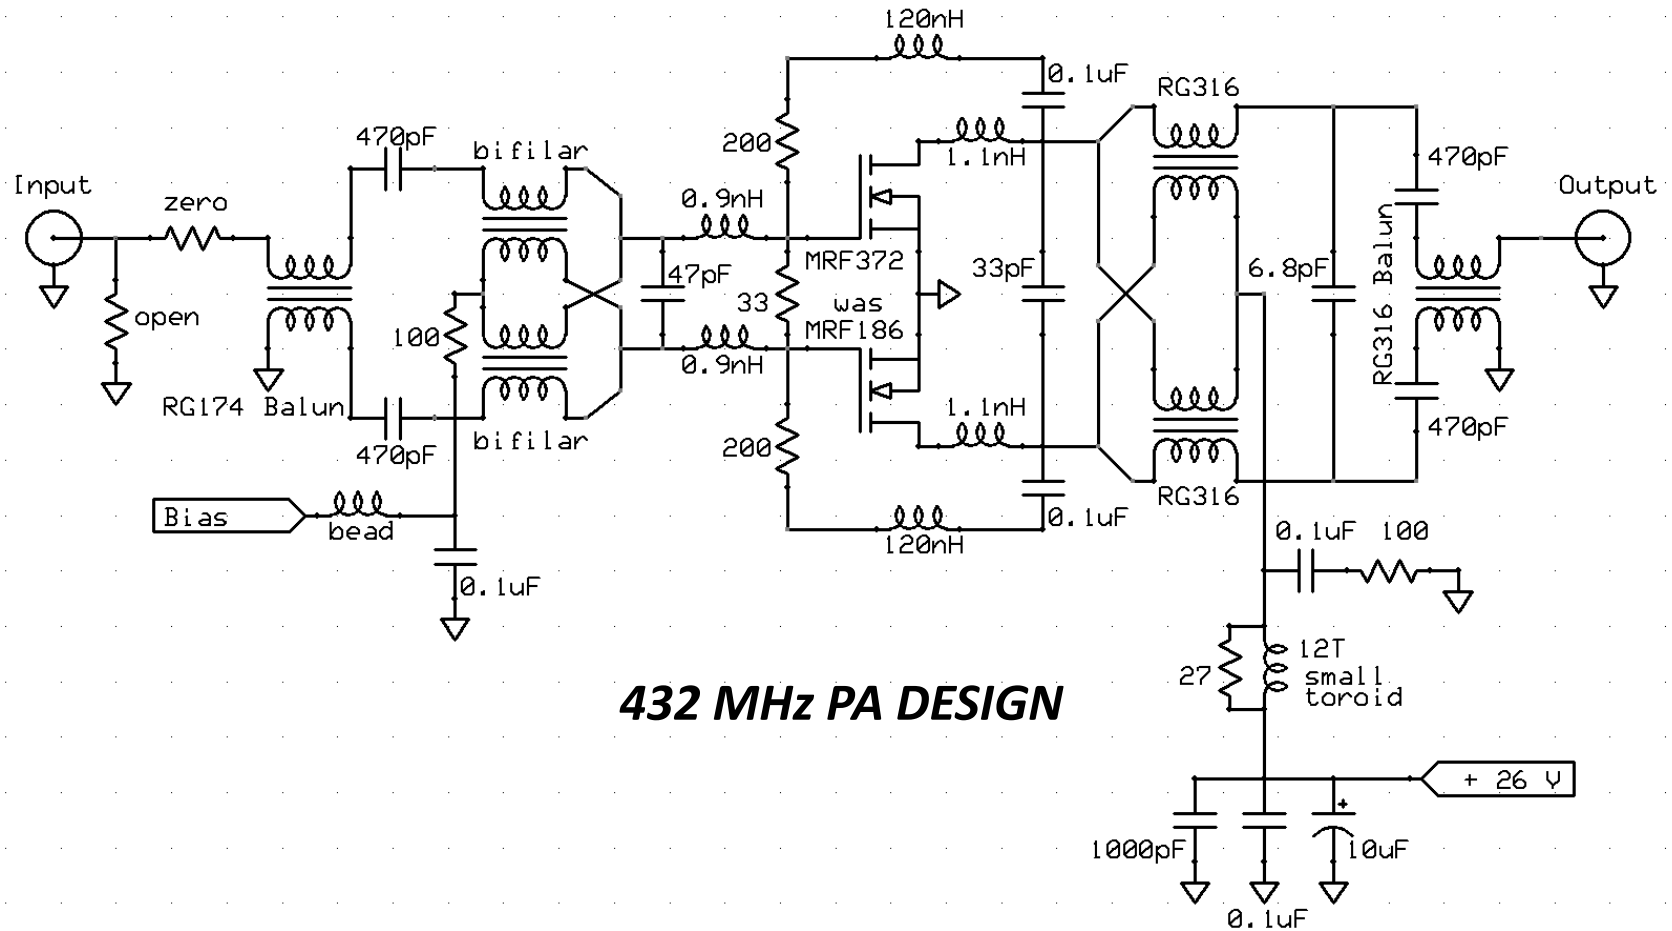 120nH
0.1uF
RG316
470pF
bifilar
200
1.1nH
470pF
Input
zero
0.9nH
Output
RG316 Balun
MRF372
47pF
33pF
6.8pF
open
33
was
MRF186
100
0.9nH
RG174 Balun
1.1nH
470pF
bifilar
470pF
200
RG316
Bias
bead
0.1uF
120nH
0.1uF
100
0.1uF
12T
27
small
toroid
432 MHz PA DESIGN
+ 26 V
+
1000pF
10uF
0.1uF